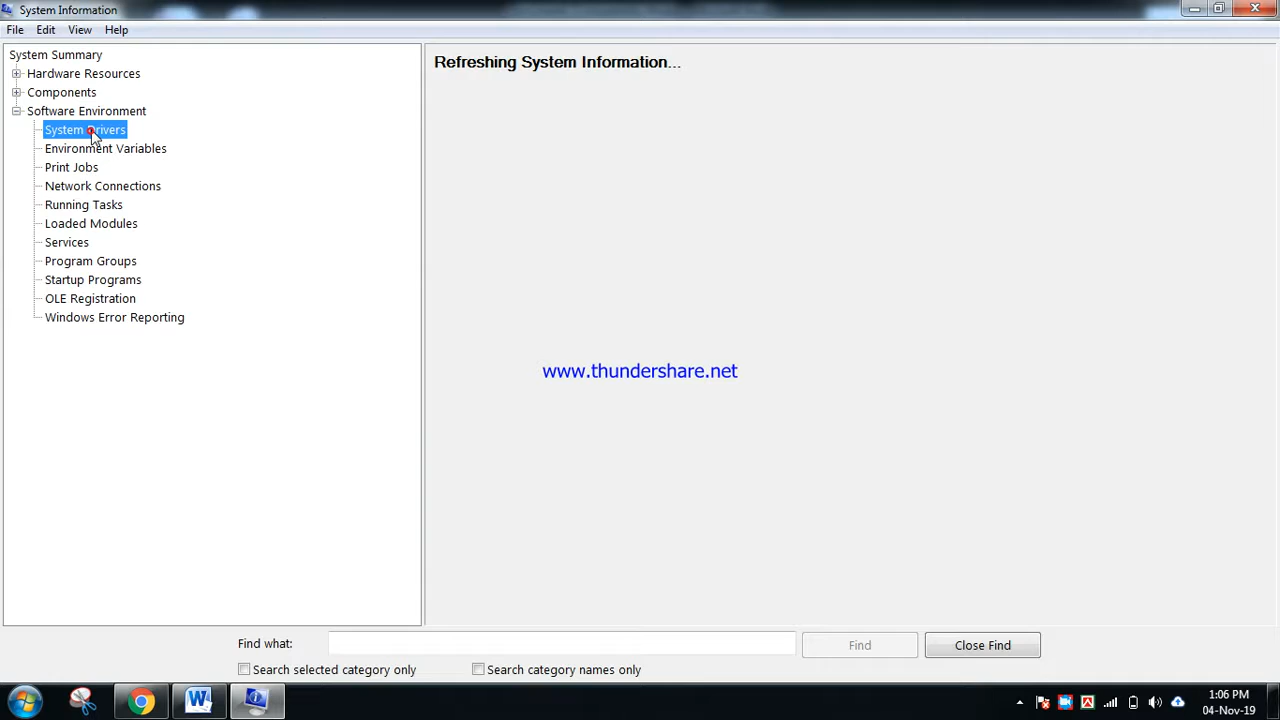 System Information
File Edit View Help
System Summary
Hardware Resources
Components
Software Environment
System Drivers
Environment Variables
Print Jobs
Network Connections
Running Tasks
Loaded Modules
Services
Program Groups
Startup Programs
OLE Registration
Windows Error Reporting
Refreshing System Information...
www.thundershare.net
Find what:
Find
Close Find
Search selected category only
Search category names only
1:06 PM
04-Nov-19